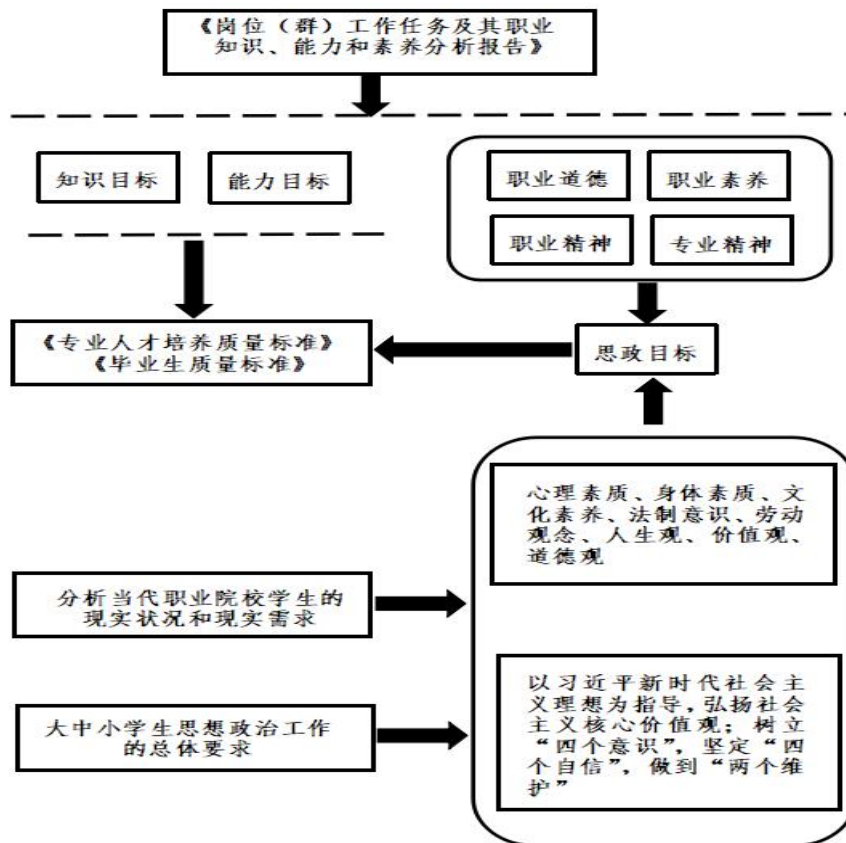 《岗位（群）工作任务及其职业
知识、能力和素养分析报告》
知识目标
能力目标
职业道德
职业素养
职业精神
专业精神
《专业人才培养质量标准》
《毕业生质量标准》
思政目标
心理素质、身体素质、文
化素养、法制意识、劳动
观念、人生观、价值观、
道德观
分析当代职业院校学生的
现实状况和现实需求
大中小学生思想政治工作
的总体要求
以习近平新时代社会主
义理想为指导，弘扬社会
主义核心价值观；树立
“四个意识”，坚定“四
个自信”，做到“两个维
护”